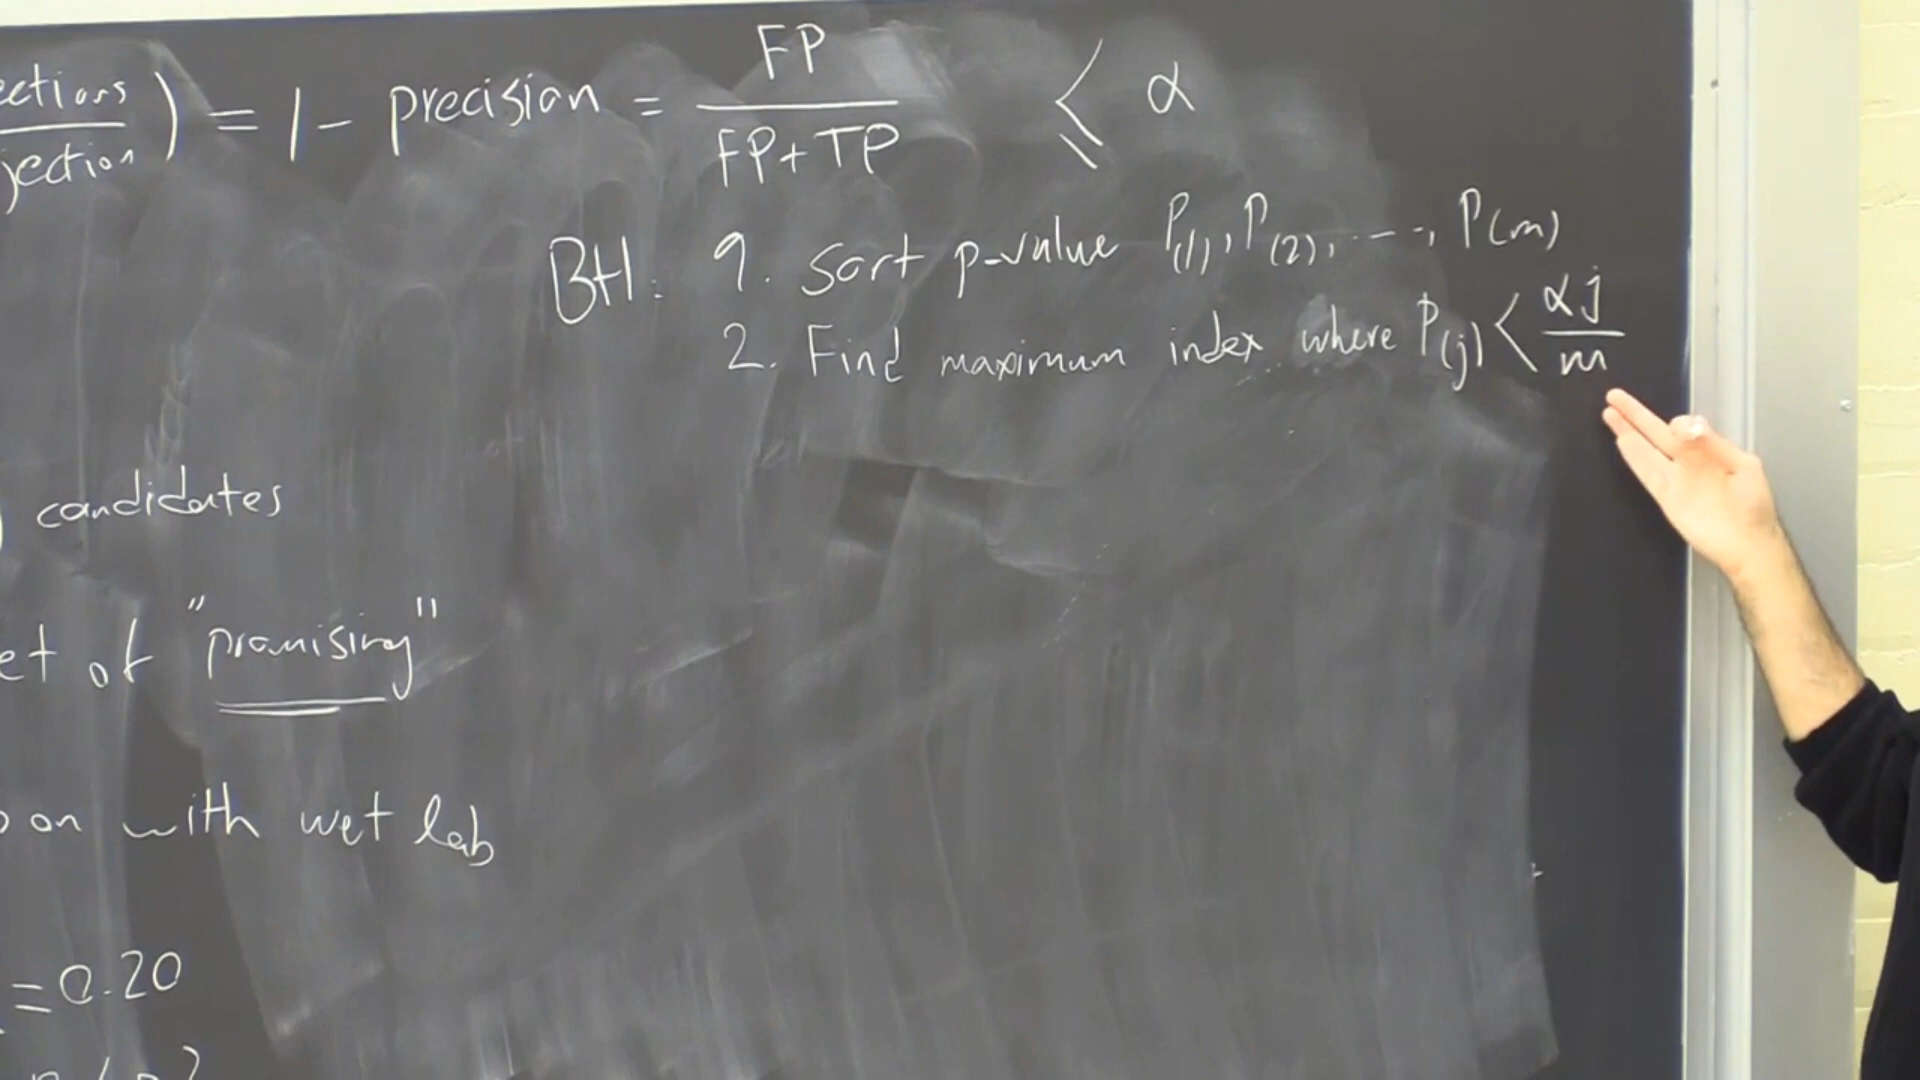 ections
jection ) = 1 - precision = FP / FP+TP ≤ α
BH: 1. Sort p-value P(1), P(2), ---, P(m)
2. Find maximum index where P(j) < αj / m
candidates
et of "promising"
on with wet lab
=0.20